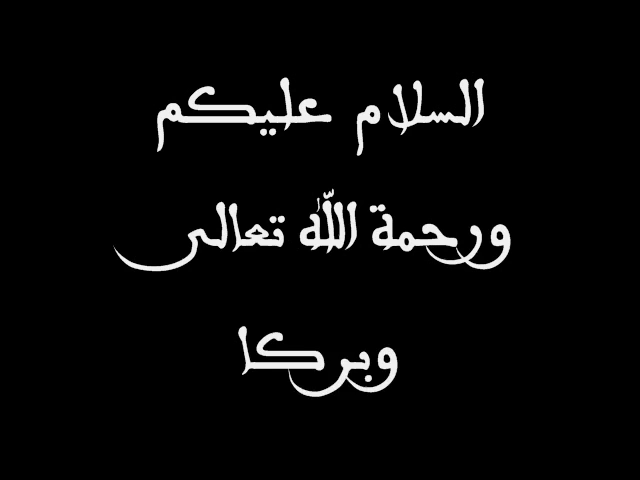 السلام عليكم
ورحمة الله تعالى
وبركا